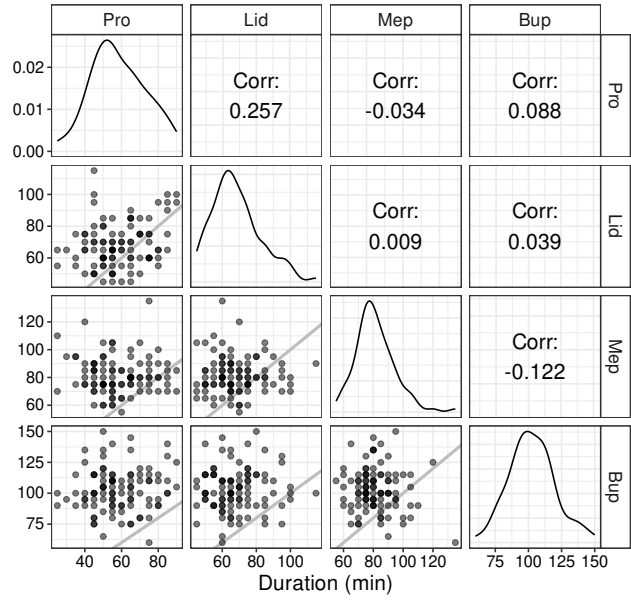 Pro Lid Mep Bup
0.02
0.01
0.00
Corr:
0.257
Corr:
-0.034
Corr:
0.088
Pro
100
80
60
Corr:
0.009
Corr:
0.039
Lid
120
100
80
60
Corr:
-0.122
Mep
150
125
100
75
Bup
40 60 80 60 80 100 60 80 100 120 75 100 125 150
Duration (min)